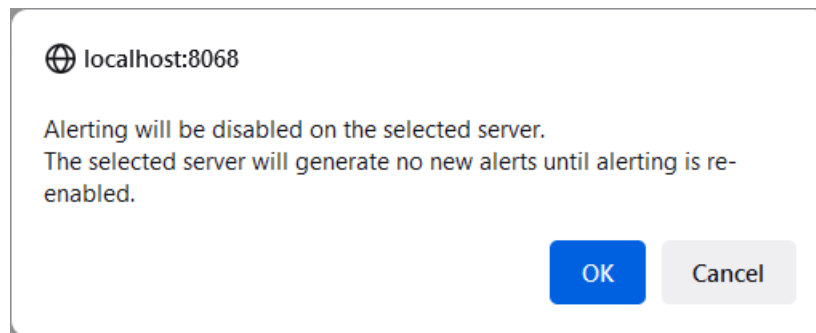 localhost:8068
Alerting will be disabled on the selected server.
The selected server will generate no new alerts until alerting is re-
enabled.
OK
Cancel